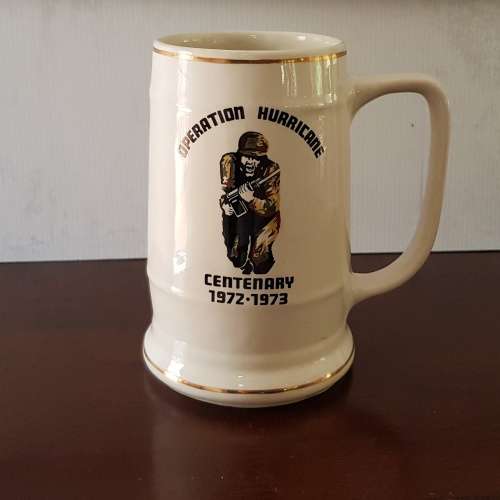 OPERATION HURRICANE
CENTENARY
1972·1973